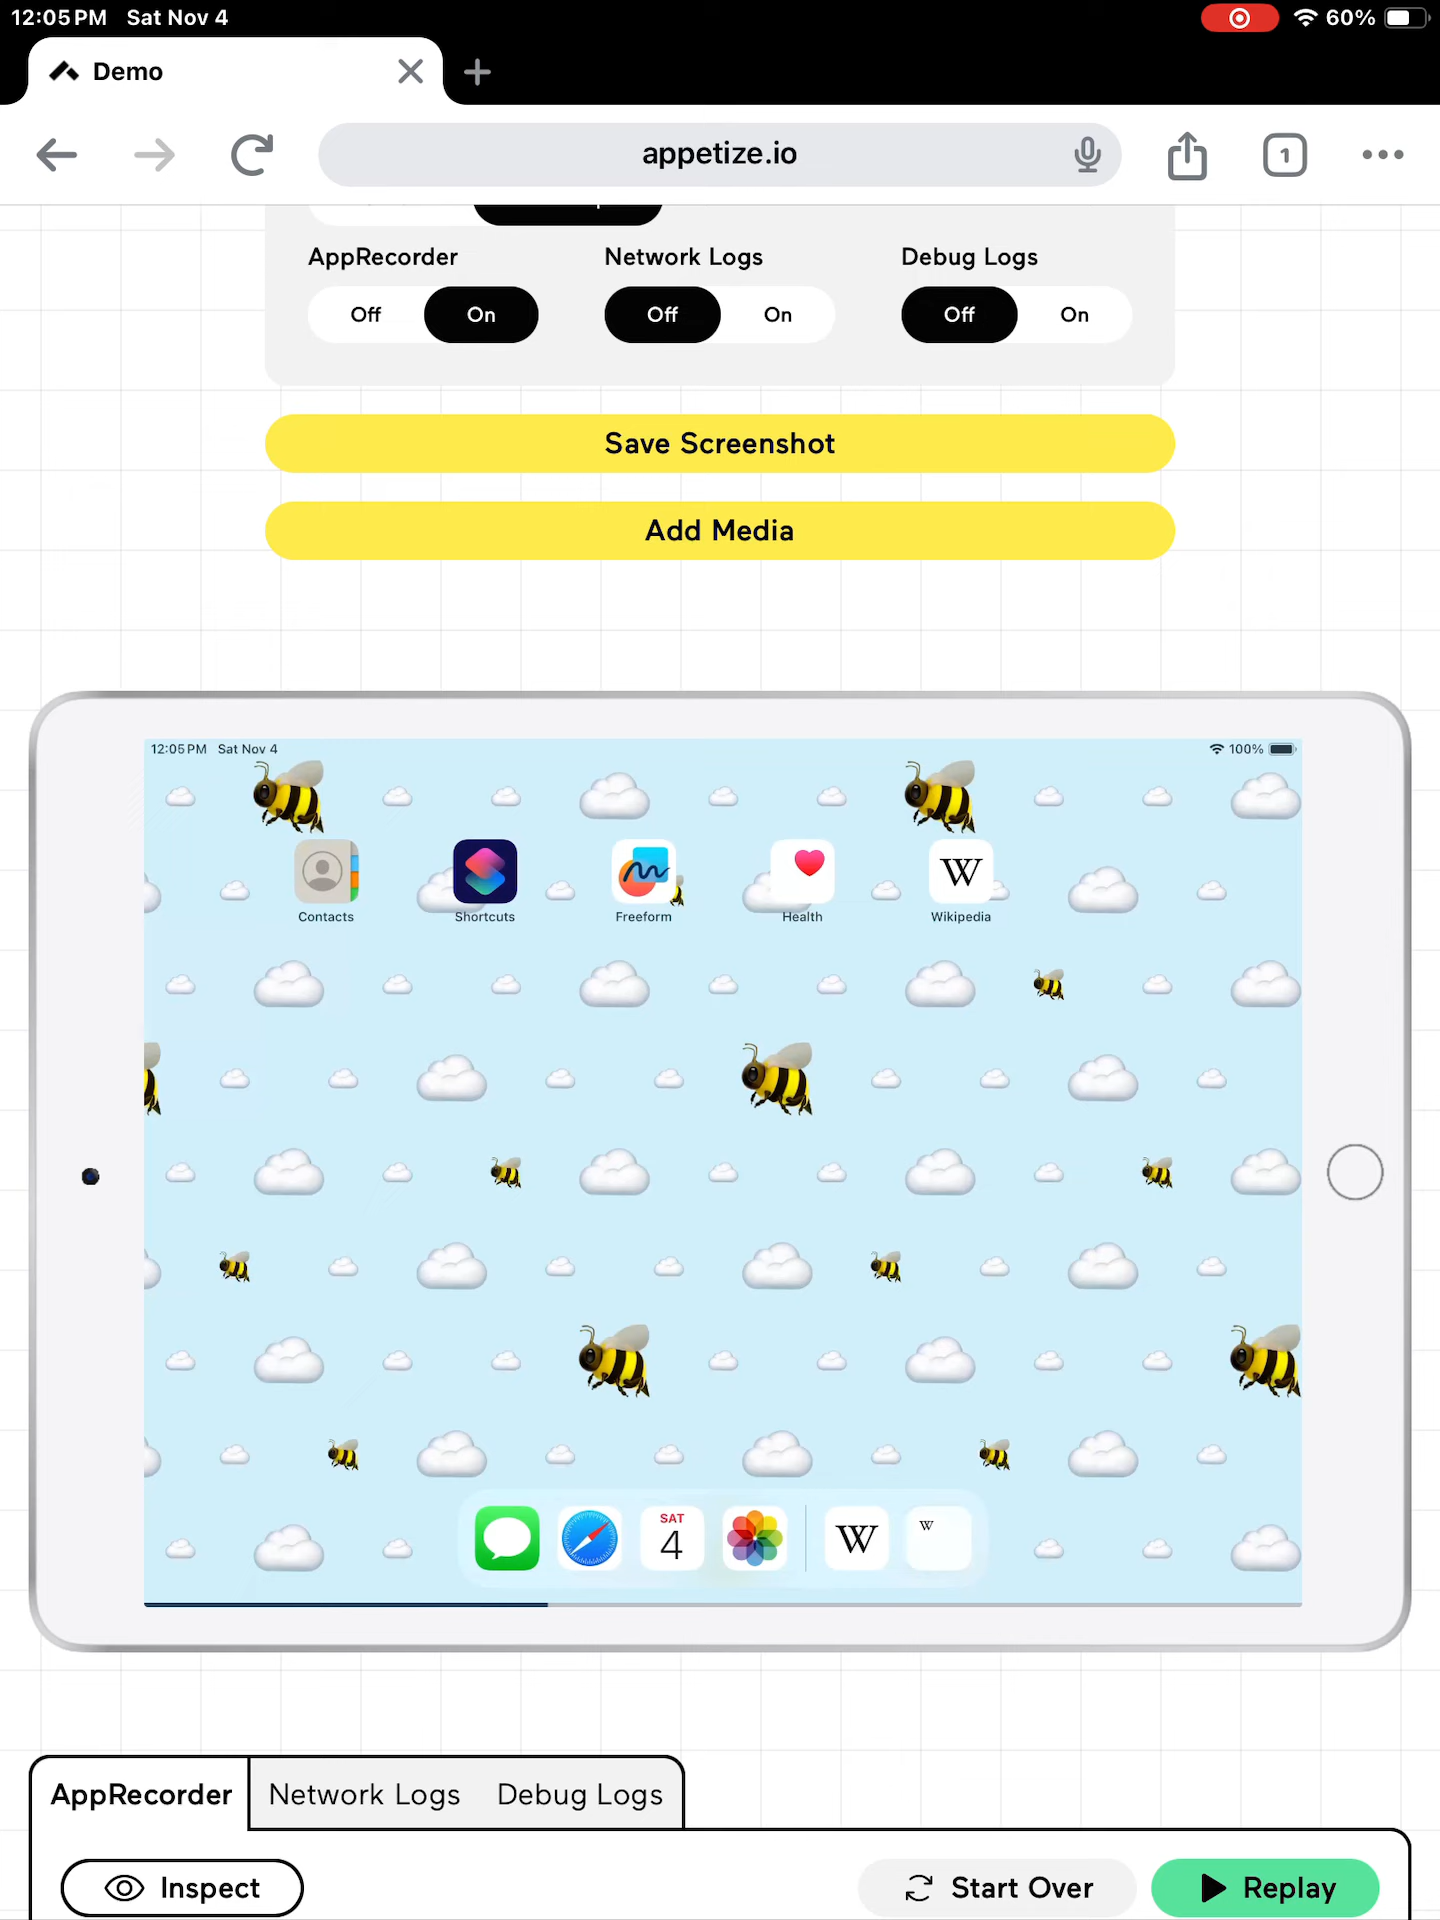 12:05 PM Sat Nov 4 60%
Demo
appetize.io 1
AppRecorder Network Logs Debug Logs
Off On Off On Off On
Save Screenshot
Add Media
12:05 PM Sat Nov 4 100%
W
Contacts Shortcuts Freeform Health Wikipedia
SAT
4 W W
AppRecorder Network Logs Debug Logs
Inspect Start Over Replay